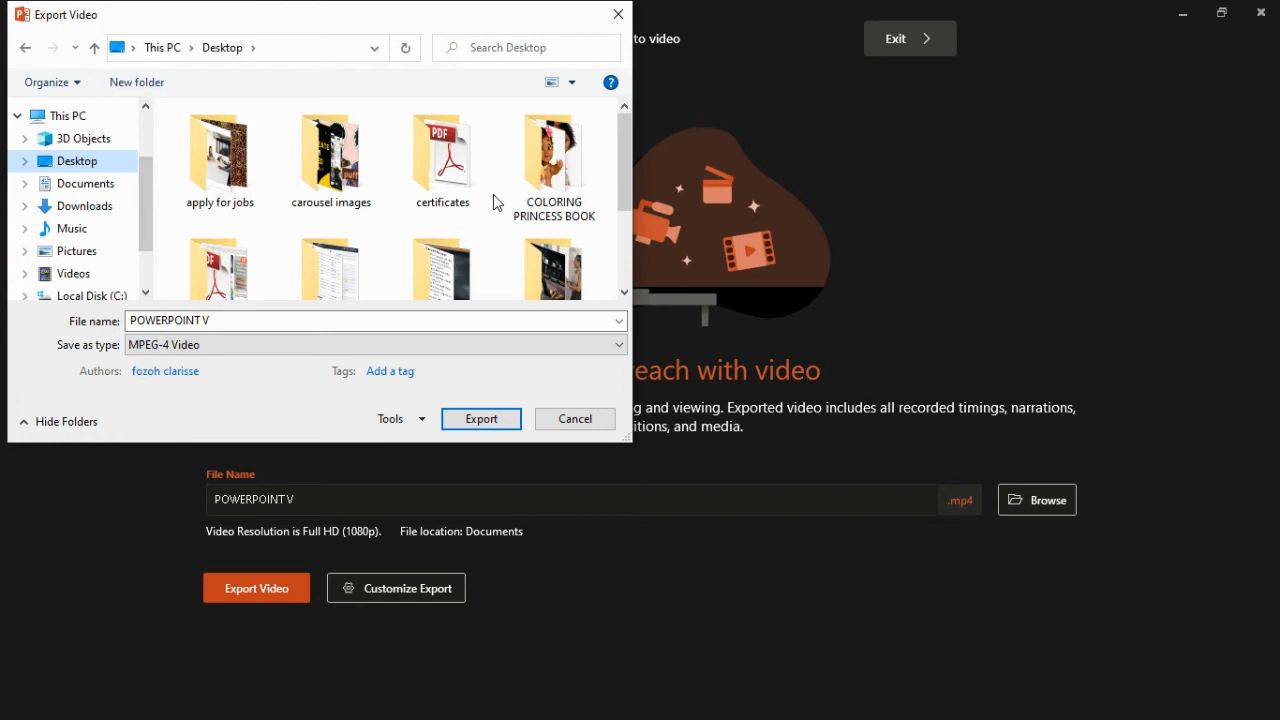 Export Video
This PC
Desktop
Search Desktop
to video
Exit
Organize
New folder
This PC
3D Objects
Desktop
Documents
Downloads
Music
Pictures
Videos
Local Disk (C:)
PDF
apply for jobs
carousel images
certificates
COLORING
PRINCESS BOOK
File name: POWERPOINT V
Save as type: MPEG-4 Video
Authors: fozoh clarisse
Tags: Add a tag
Hide Folders
Tools
Export
Cancel
reach with video
g and viewing. Exported video includes all recorded timings, narrations,
itions, and media.
File Name
POWERPOINT V
.mp4
Browse
Video Resolution is Full HD (1080p). File location: Documents
Export Video
Customize Export